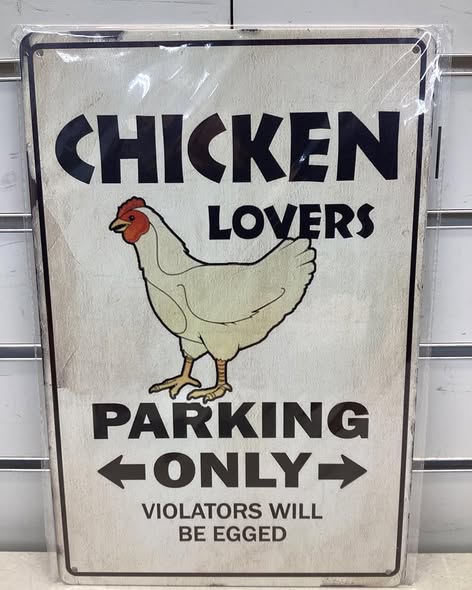 CHICKEN
LOVERS
PARKING
ONLY
VIOLATORS WILL
BE EGGED